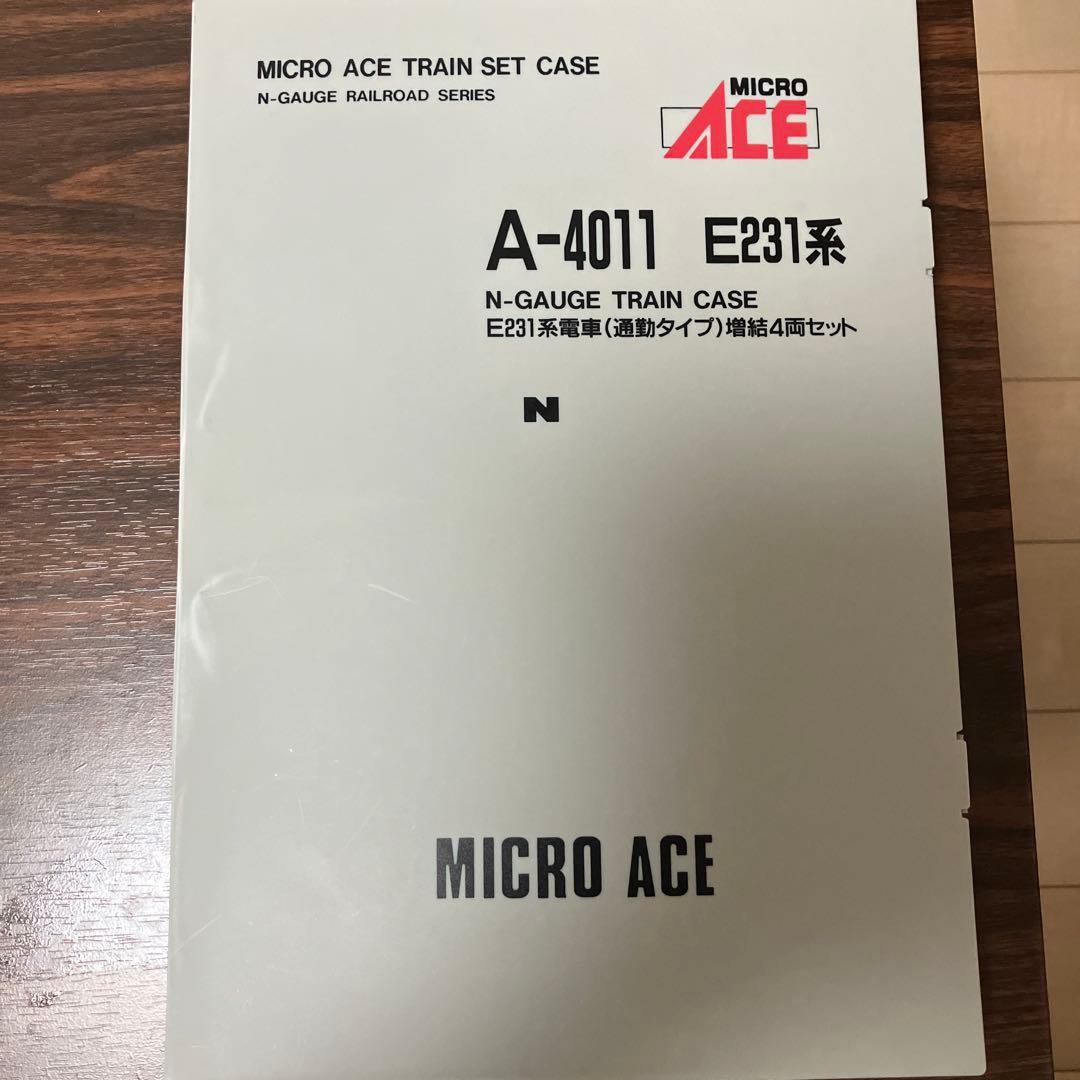 MICRO ACE TRAIN SET CASE
N-GAUGE RAILROAD SERIES
MICRO
ACE
A-4011 E231系
N-GAUGE TRAIN CASE
E231系電車(通勤タイプ)増結4両セット
N
MICRO ACE